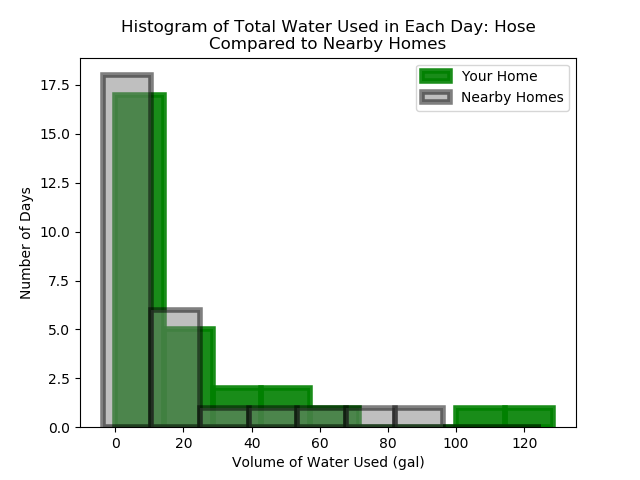 Histogram of Total Water Used in Each Day: Hose
Compared to Nearby Homes
Your Home
Nearby Homes
Number of Days
17.5
15.0
12.5
10.0
7.5
5.0
2.5
0.0
0 20 40 60 80 100 120
Volume of Water Used (gal)